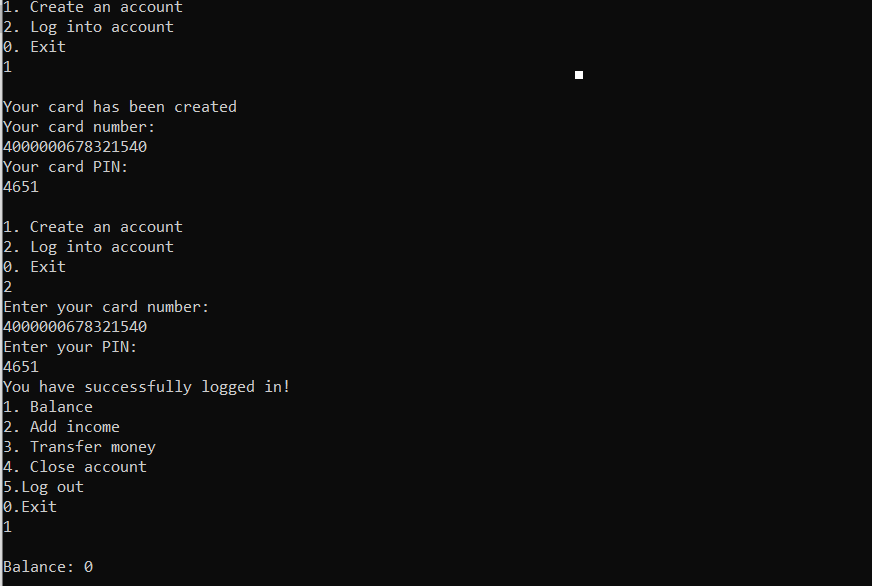 1. Create an account
2. Log into account
0. Exit
1
Your card has been created
Your card number:
4000000678321540
Your card PIN:
4651
1. Create an account
2. Log into account
0. Exit
2
Enter your card number:
4000000678321540
Enter your PIN:
4651
You have successfully logged in!
1. Balance
2. Add income
3. Transfer money
4. Close account
5.Log out
0.Exit
1
Balance: 0